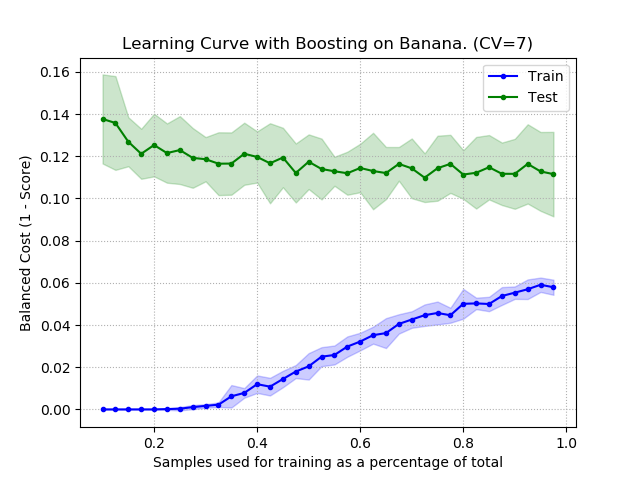 Learning Curve with Boosting on Banana. (CV=7)
Train
Test
Balanced Cost (1 - Score)
0.16
0.14
0.12
0.10
0.08
0.06
0.04
0.02
0.00
0.2 0.4 0.6 0.8 1.0
Samples used for training as a percentage of total